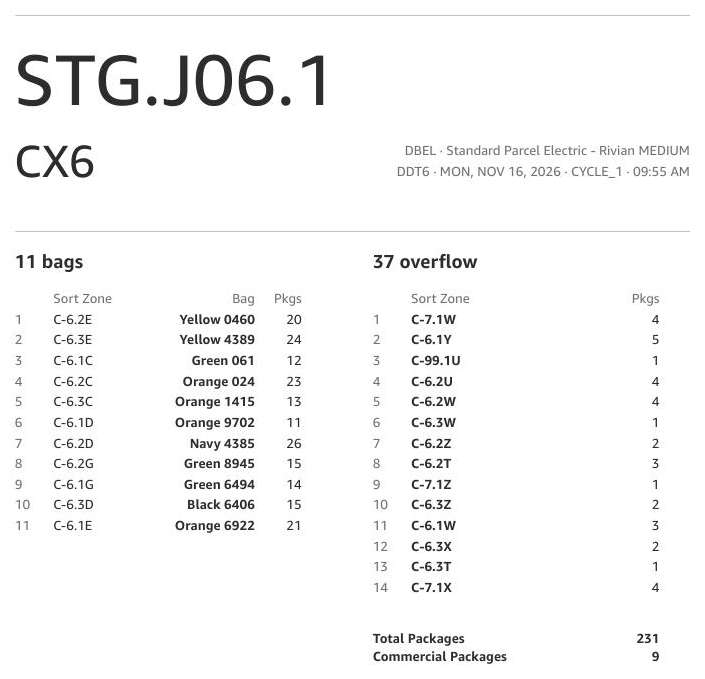 STG.J06.1
CX6
DBEL · Standard Parcel Electric - Rivian MEDIUM
DDT6 · MON, NOV 16, 2026 · CYCLE_1 · 09:55 AM
11 bags
Sort Zone Bag Pkgs
1 C-6.2E Yellow 0460 20
2 C-6.3E Yellow 4389 24
3 C-6.1C Green 061 12
4 C-6.2C Orange 024 23
5 C-6.3C Orange 1415 13
6 C-6.1D Orange 9702 11
7 C-6.2D Navy 4385 26
8 C-6.2G Green 8945 15
9 C-6.1G Green 6494 14
10 C-6.3D Black 6406 15
11 C-6.1E Orange 6922 21
37 overflow
Sort Zone Pkgs
1 C-7.1W 4
2 C-6.1Y 5
3 C-99.1U 1
4 C-6.2U 4
5 C-6.2W 4
6 C-6.3W 1
7 C-6.2Z 2
8 C-6.2T 3
9 C-7.1Z 1
10 C-6.3Z 2
11 C-6.1W 3
12 C-6.3X 2
13 C-6.3T 1
14 C-7.1X 4
Total Packages 231
Commercial Packages 9